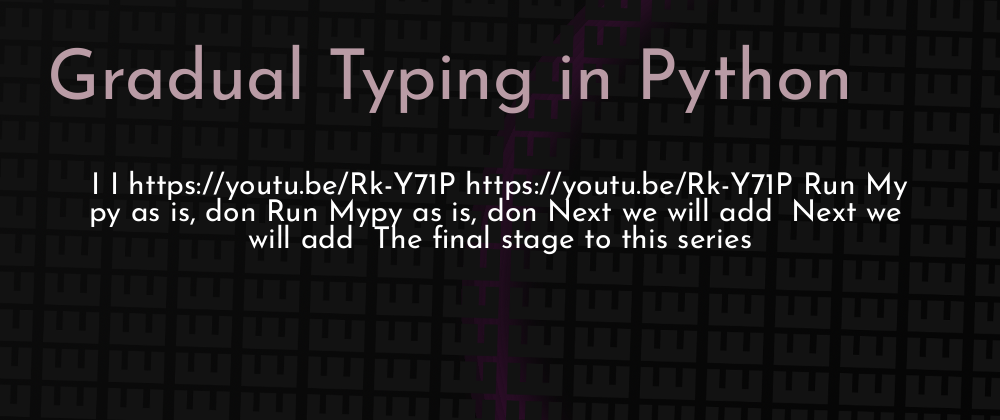 Gradual Typing in Python
I I https://youtu.be/Rk-Y71P https://youtu.be/Rk-Y71P Run My
py as is, don Run Mypy as is, don Next we will add  Next we
will add  The final stage to this series